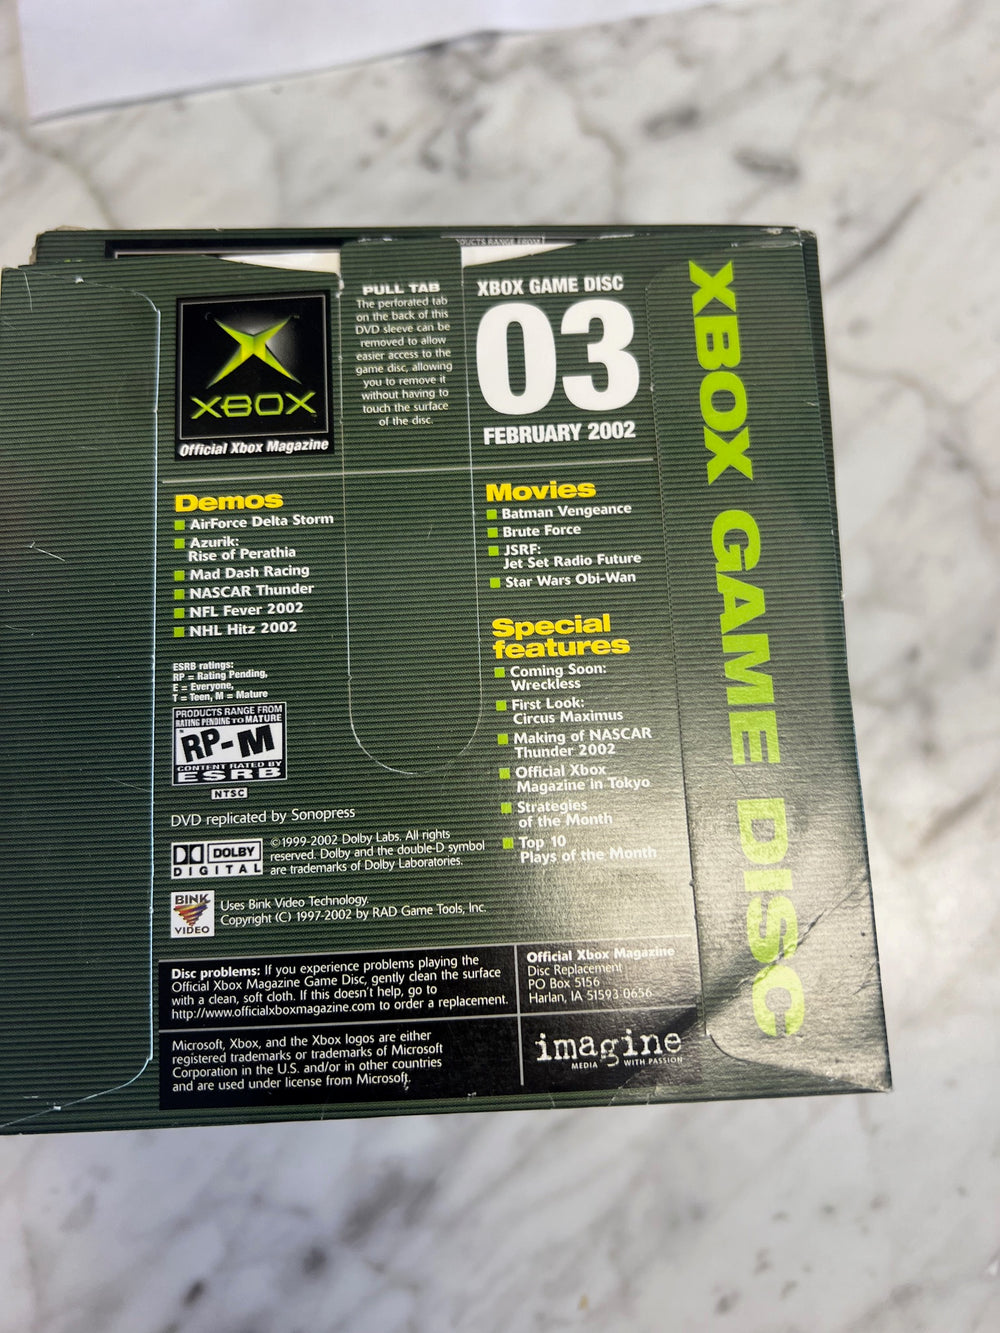 DUCTS RANGE FROM
XBOX
Official Xbox Magazine
PULL TAB
The perforated tab
on the back of this
DVD sleeve can be
removed to allow
easier access to the
game disc, allowing
you to remove it
without having to
touch the surface
of the disc.
XBOX GAME DISC
03
FEBRUARY 2002
Demos
AirForce Delta Storm
Azurik:
Rise of Perathia
Mad Dash Racing
NASCAR Thunder
NFL Fever 2002
NHL Hitz 2002
ESRB ratings:
RP = Rating Pending,
E = Everyone,
T = Teen, M = Mature
PRODUCTS RANGE FROM
RATING PENDING TO MATURE
RP-M
CONTENT RATED BY
ESRB
NTSC
Movies
Batman Vengeance
Brute Force
JSRF:
Jet Set Radio Future
Star Wars Obi-Wan
Special
features
Coming Soon:
Wreckless
First Look:
Circus Maximus
Making of NASCAR
Thunder 2002
Official Xbox
Magazine in Tokyo
Strategies
of the Month
Top 10
Plays of the Month
DVD replicated by Sonopress
DOLBY
DIGITAL
©1999-2002 Dolby Labs. All rights
reserved. Dolby and the double-D symbol
are trademarks of Dolby Laboratories.
BINK
VIDEO
Uses Bink Video Technology.
Copyright (C) 1997-2002 by RAD Game Tools, Inc.
Disc problems: If you experience problems playing the
Official Xbox Magazine Game Disc, gently clean the surface
with a clean, soft cloth. If this doesn't help, go to
http://www.officialxboxmagazine.com to order a replacement.
Official Xbox Magazine
Disc Replacement
PO Box 5156
Harlan, IA 51593-0656
Microsoft, Xbox, and the Xbox logos are either
registered trademarks or trademarks of Microsoft
Corporation in the U.S. and/or in other countries
and are used under license from Microsoft.
imagine
MEDIA WITH PASSION
XBOX GAME DISC